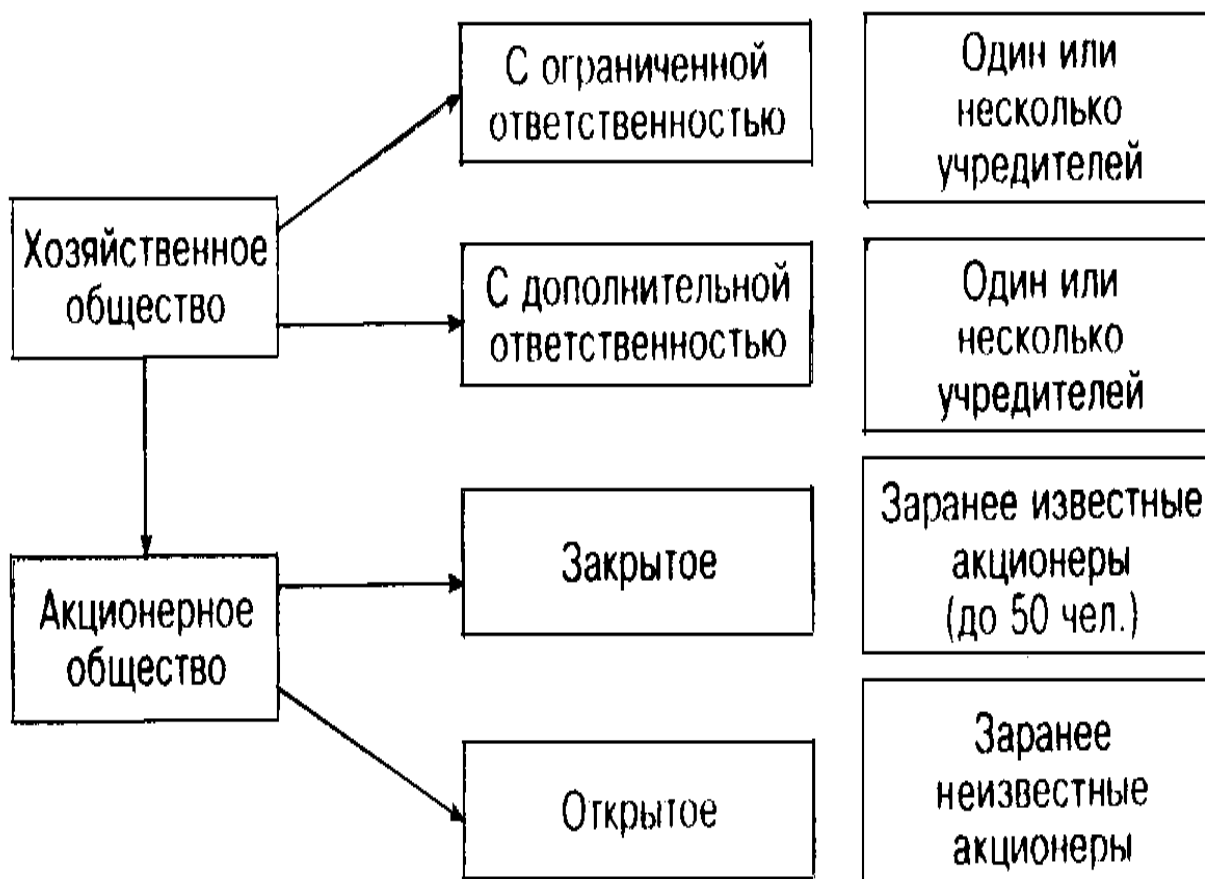 С ограниченной
ответственностью
Один или
несколько
учредителей
Хозяйственное
общество
С дополнительной
ответственностью
Один или
несколько
учредителей
Закрытое
Заранее известные
акционеры
(до 50 чел.)
Акционерное
общество
Открытое
Заранее
неизвестные
акционеры